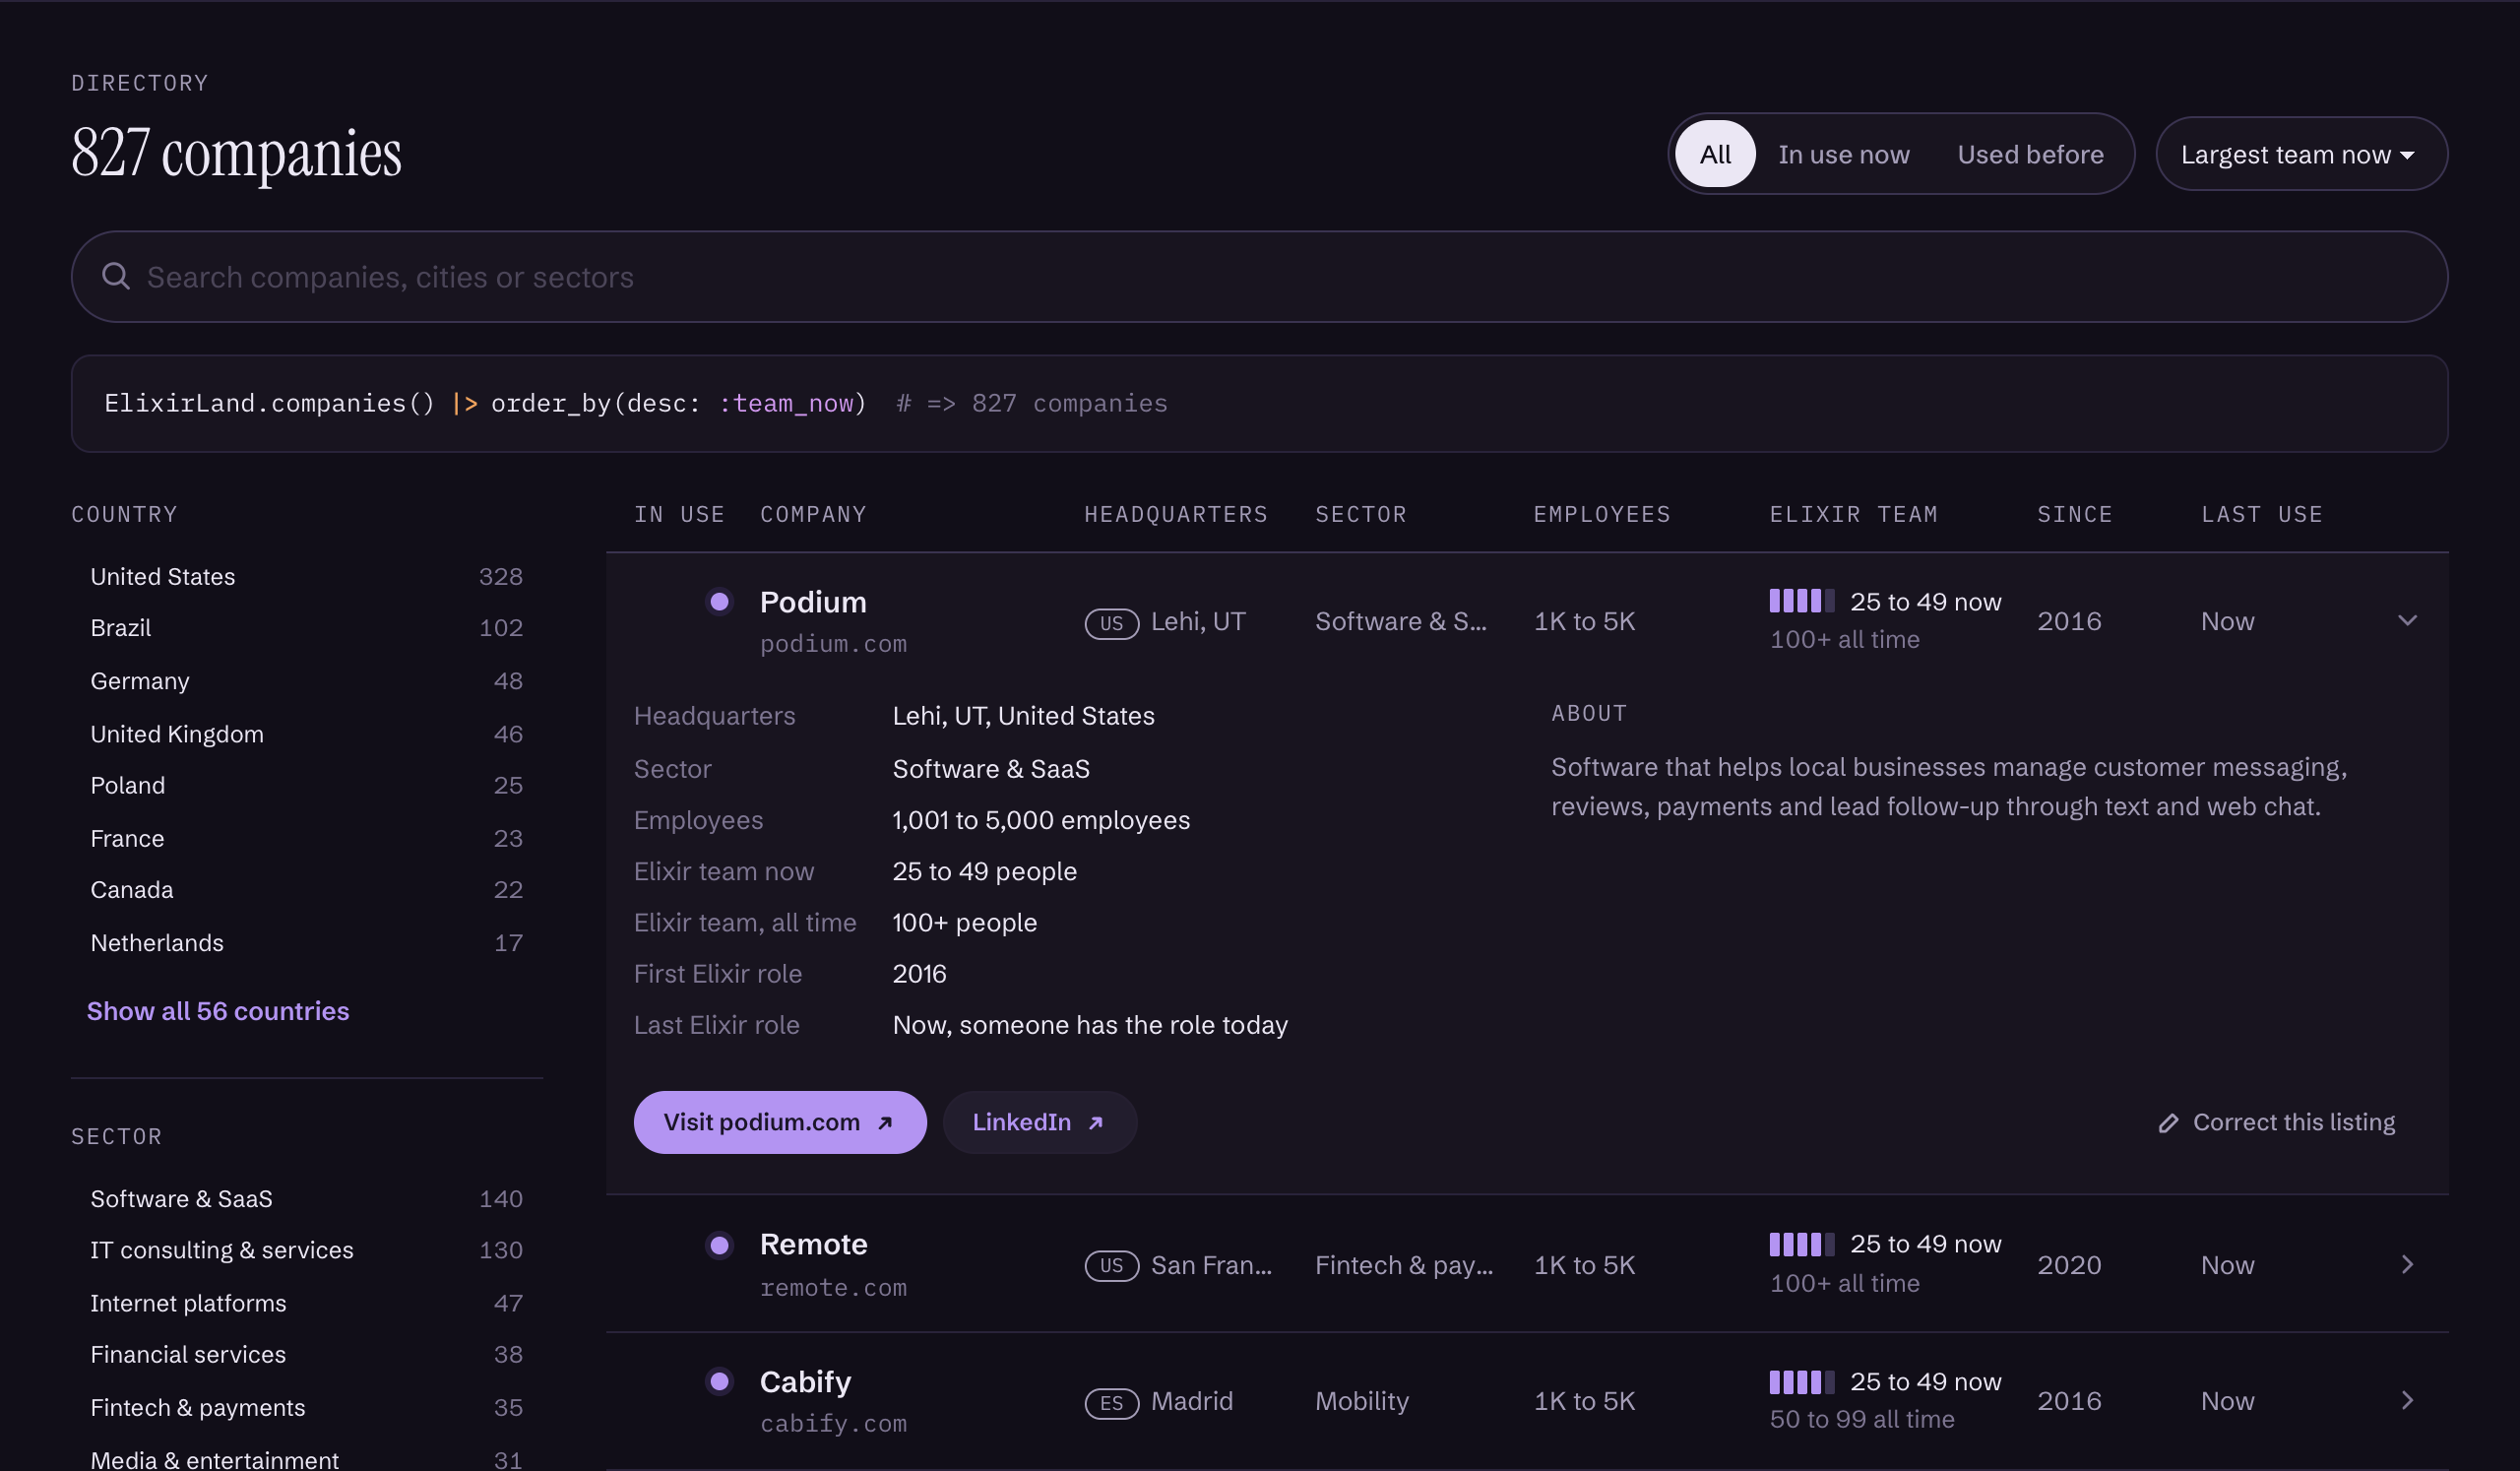 DIRECTORY
827 companies
All
In use now
Used before
Largest team now
Search companies, cities or sectors
ElixirLand.companies() |> order_by(desc: :team_now) # => 827 companies
COUNTRY
United States 328
Brazil 102
Germany 48
United Kingdom 46
Poland 25
France 23
Canada 22
Netherlands 17
Show all 56 countries
SECTOR
Software & SaaS 140
IT consulting & services 130
Internet platforms 47
Financial services 38
Fintech & payments 35
Media & entertainment 31
IN USE COMPANY HEADQUARTERS SECTOR EMPLOYEES ELIXIR TEAM SINCE LAST USE
Podium
podium.com
US Lehi, UT
Software & S...
1K to 5K
25 to 49 now
100+ all time
2016
Now
Headquarters Lehi, UT, United States
Sector Software & SaaS
Employees 1,001 to 5,000 employees
Elixir team now 25 to 49 people
Elixir team, all time 100+ people
First Elixir role 2016
Last Elixir role Now, someone has the role today
ABOUT
Software that helps local businesses manage customer messaging,
reviews, payments and lead follow-up through text and web chat.
Visit podium.com
LinkedIn
Correct this listing
Remote
remote.com
US San Fran...
Fintech & pay...
1K to 5K
25 to 49 now
100+ all time
2020
Now
Cabify
cabify.com
ES Madrid
Mobility
1K to 5K
25 to 49 now
50 to 99 all time
2016
Now